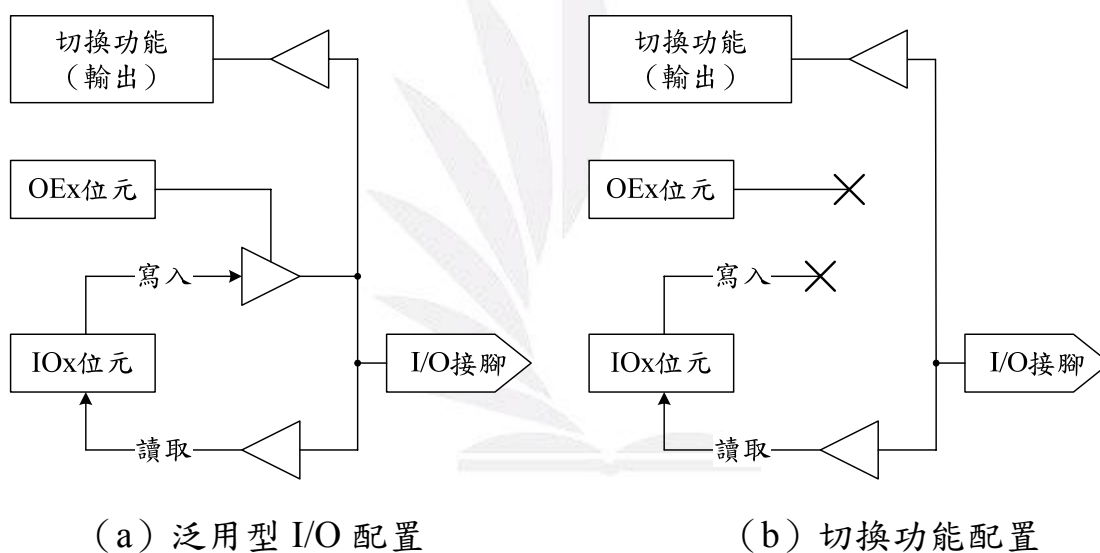 切換功能
（輸出）
OEx位元
寫入
IOx位元
I/O接腳
讀取
（a）泛用型 I/O 配置
切換功能
（輸出）
OEx位元
寫入
IOx位元
I/O接腳
讀取
（b）切換功能配置